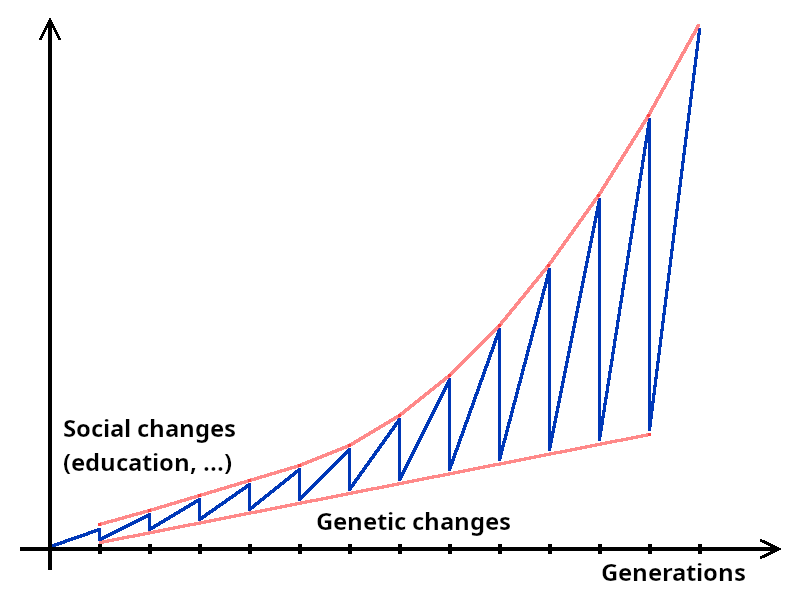 Social changes
(education, ...)
Genetic changes
Generations